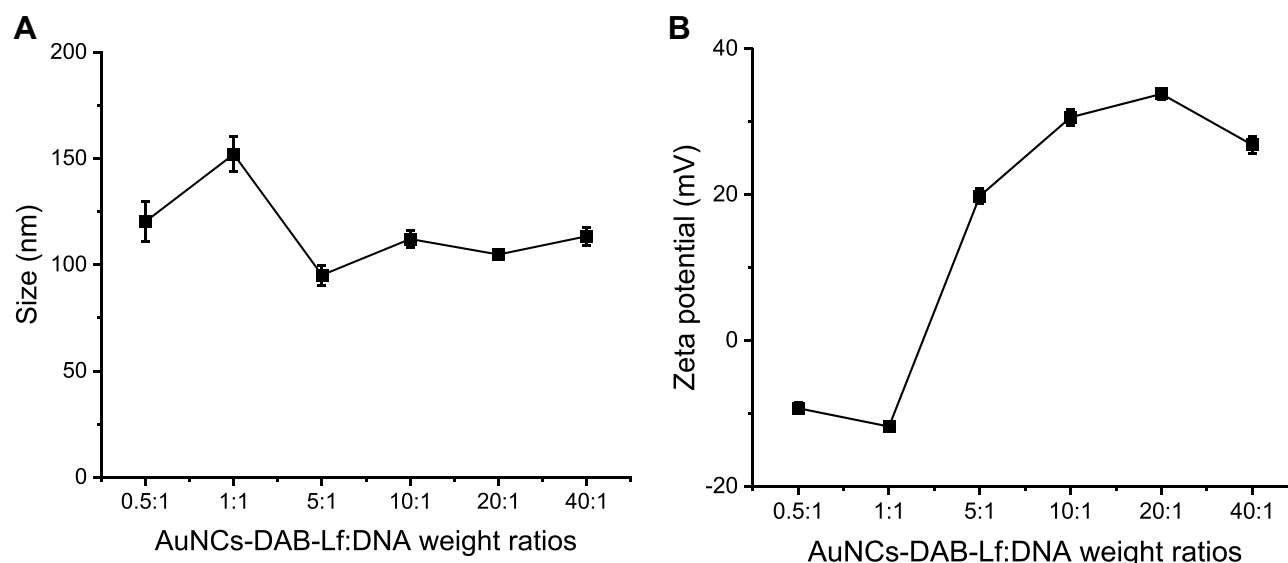 A
200
150
100
50
0
Size (nm)
0.5:1 1:1 5:1 10:1 20:1 40:1
AuNCs-DAB-Lf:DNA weight ratios
B
40
20
0
-20
Zeta potential (mV)
0.5:1 1:1 5:1 10:1 20:1 40:1
AuNCs-DAB-Lf:DNA weight ratios